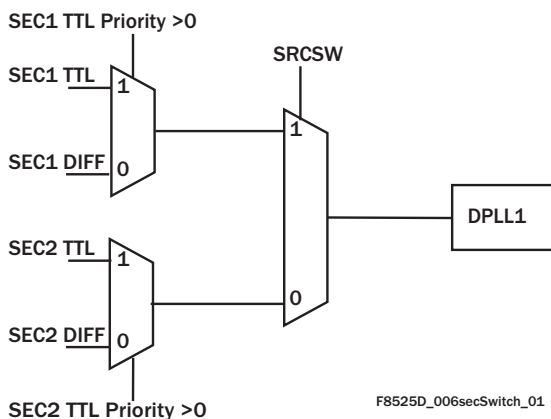 SEC1 TTL Priority >0
SRCSW
SEC1 TTL
1
1
SEC1 DIFF
0
DPLL1
SEC2 TTL
1
0
SEC2 DIFF
0
SEC2 TTL Priority >0
F8525D_006secSwitch_01